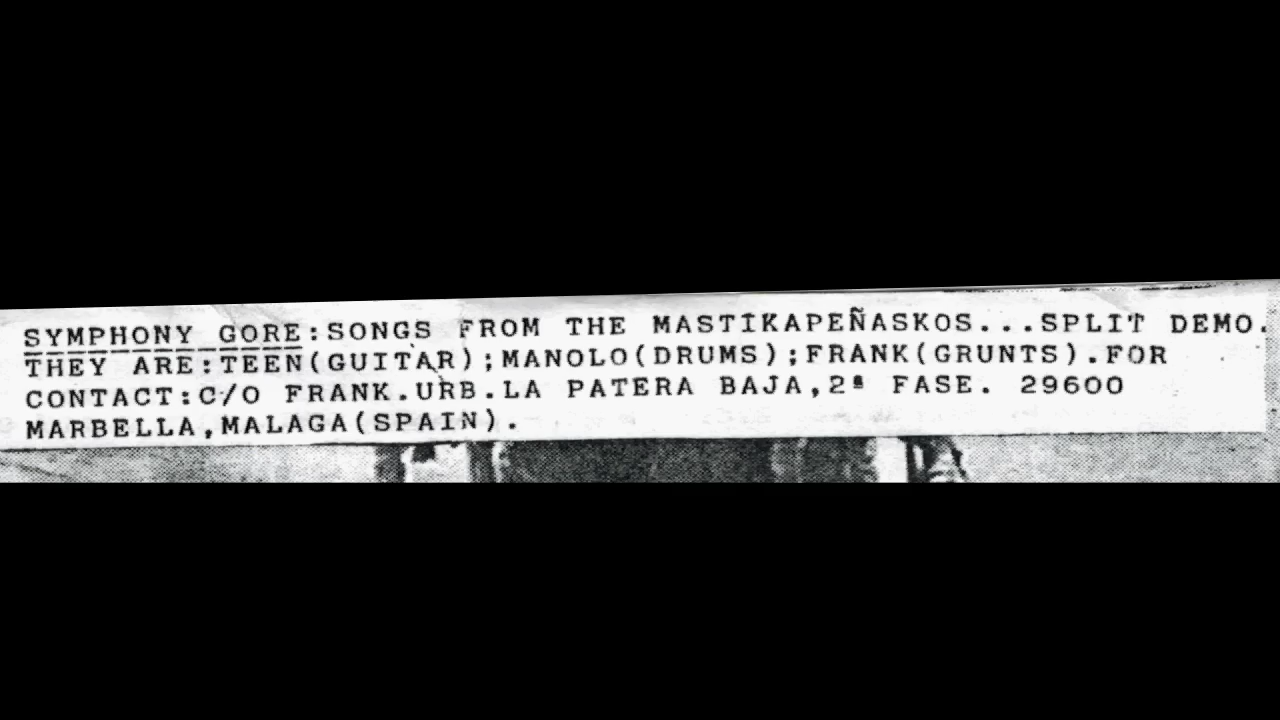 SYMPHONY GORE:SONGS FROM THE MASTIKAPEÑASKOS...SPLIT DEMO.
THEY ARE:TEEN(GUITAR);MANOLO(DRUMS);FRANK(GRUNTS).FOR
CONTACT:C/O FRANK.URB.LA PATERA BAJA,2ª FASE. 29600
MARBELLA,MALAGA(SPAIN).